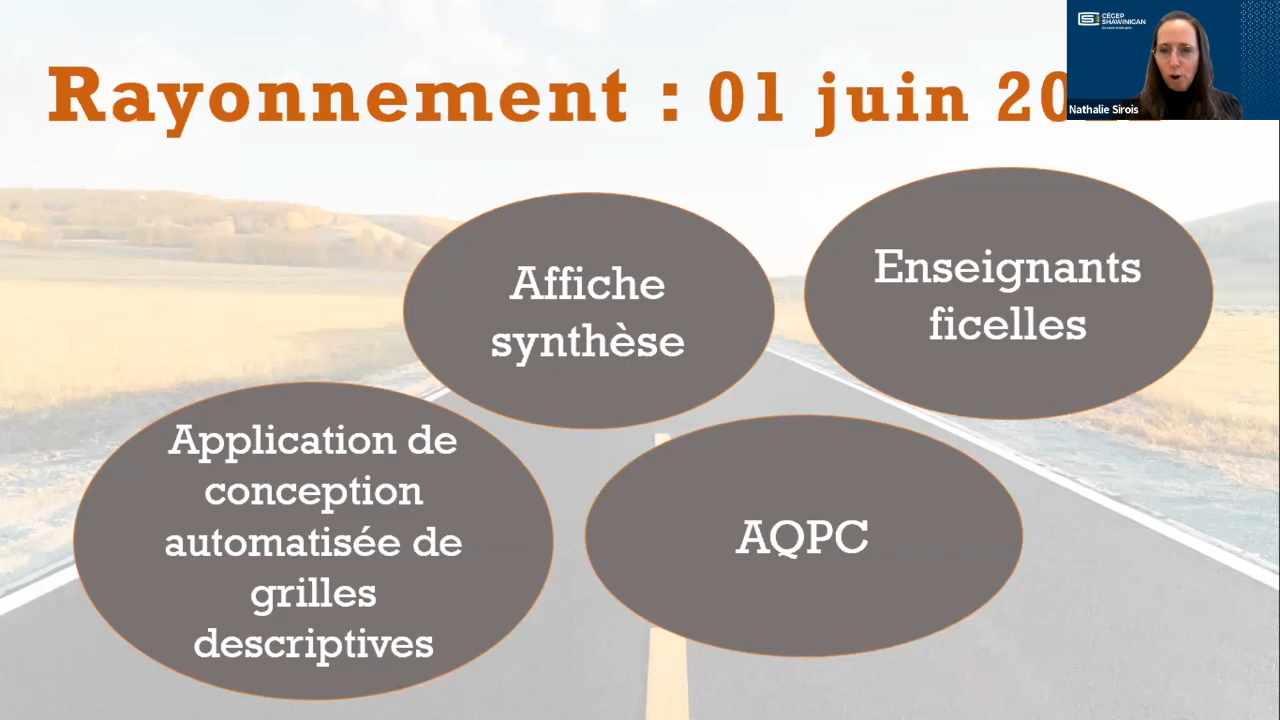 Rayonnement : 01 juin
CÉGEP
SHAWINIGAN
Nathalie Sirois
Affiche
synthèse
Enseignants
ficelles
Application de
conception
automatisée de
grilles
descriptives
AQPC